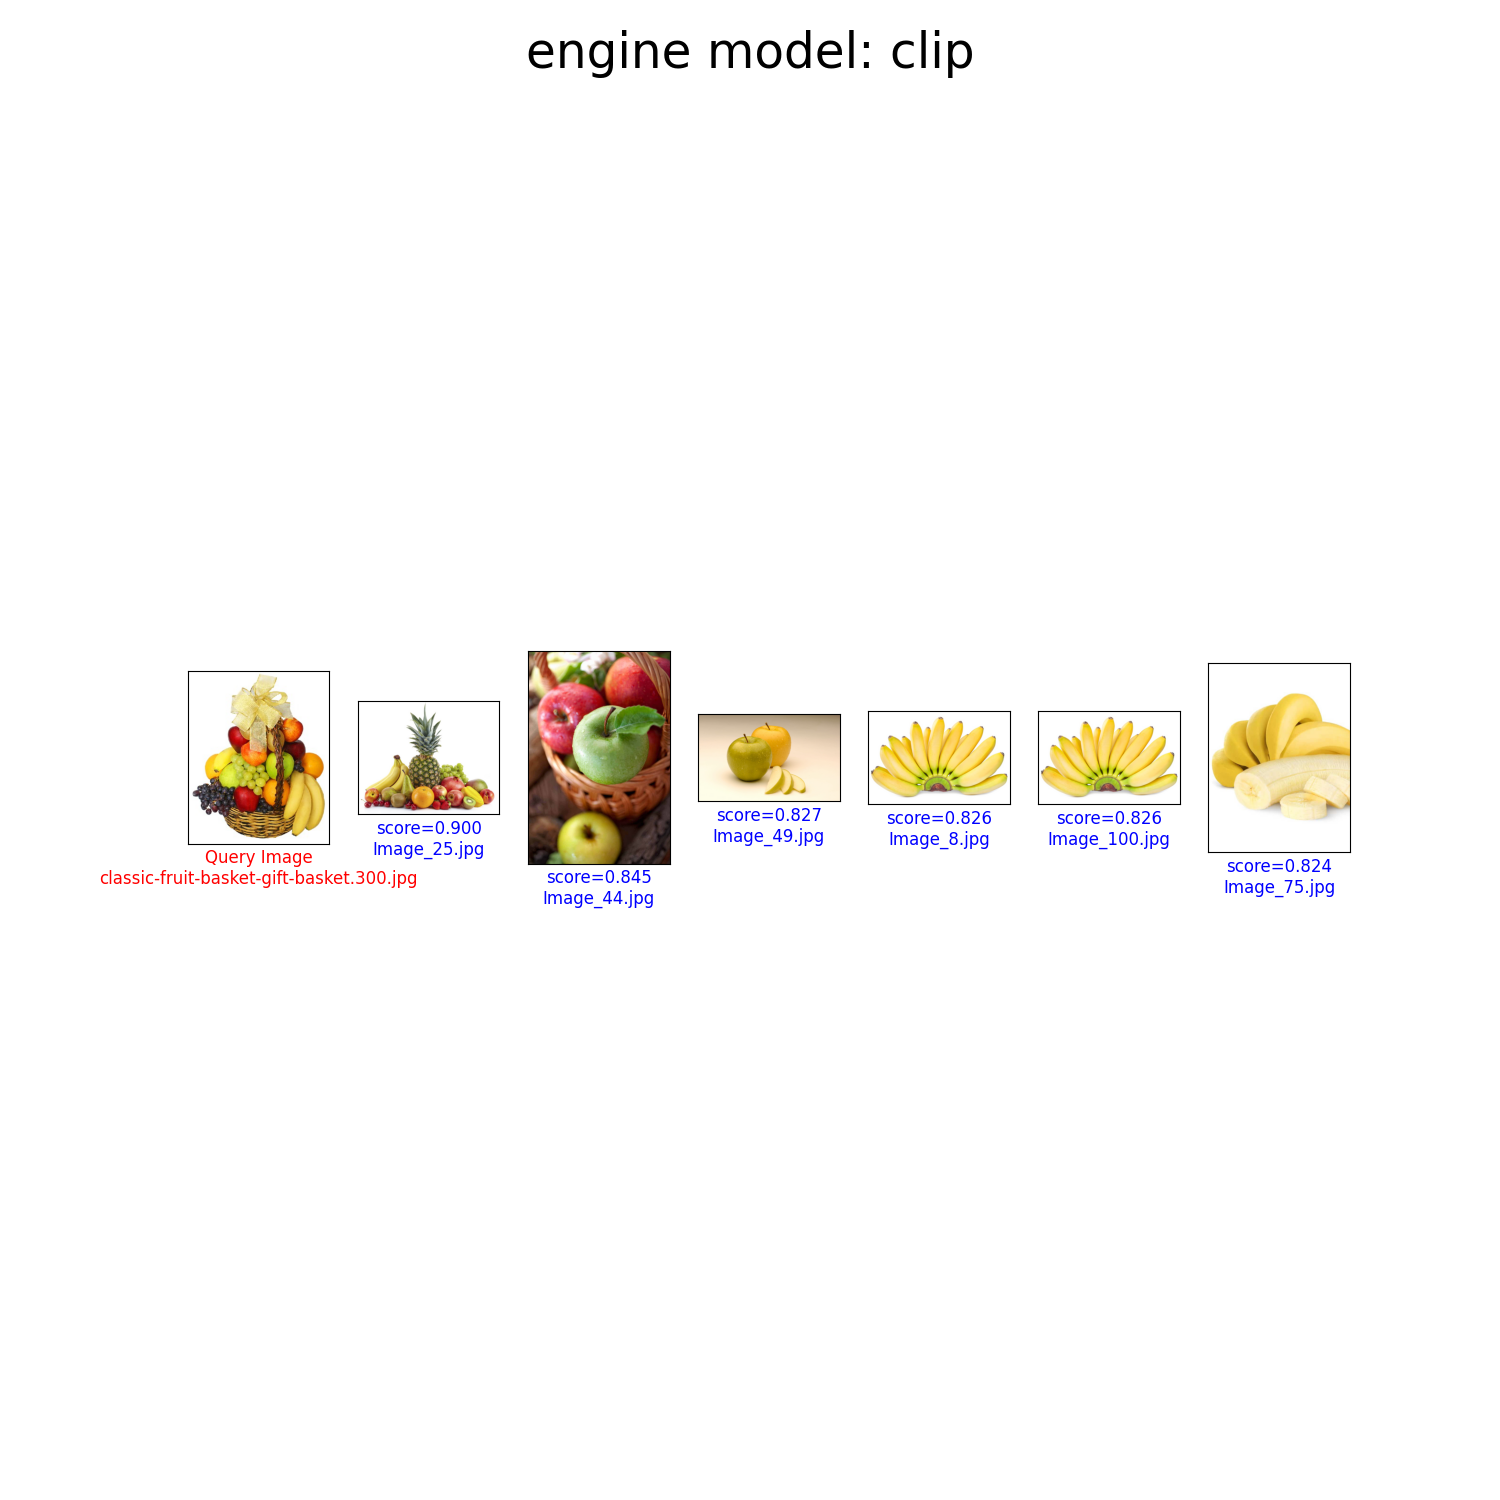 engine model: clip
Query Image
classic-fruit-basket-gift-basket.300.jpg
score=0.900
Image_25.jpg
score=0.845
Image_44.jpg
score=0.827
Image_49.jpg
score=0.826
Image_8.jpg
score=0.826
Image_100.jpg
score=0.824
Image_75.jpg